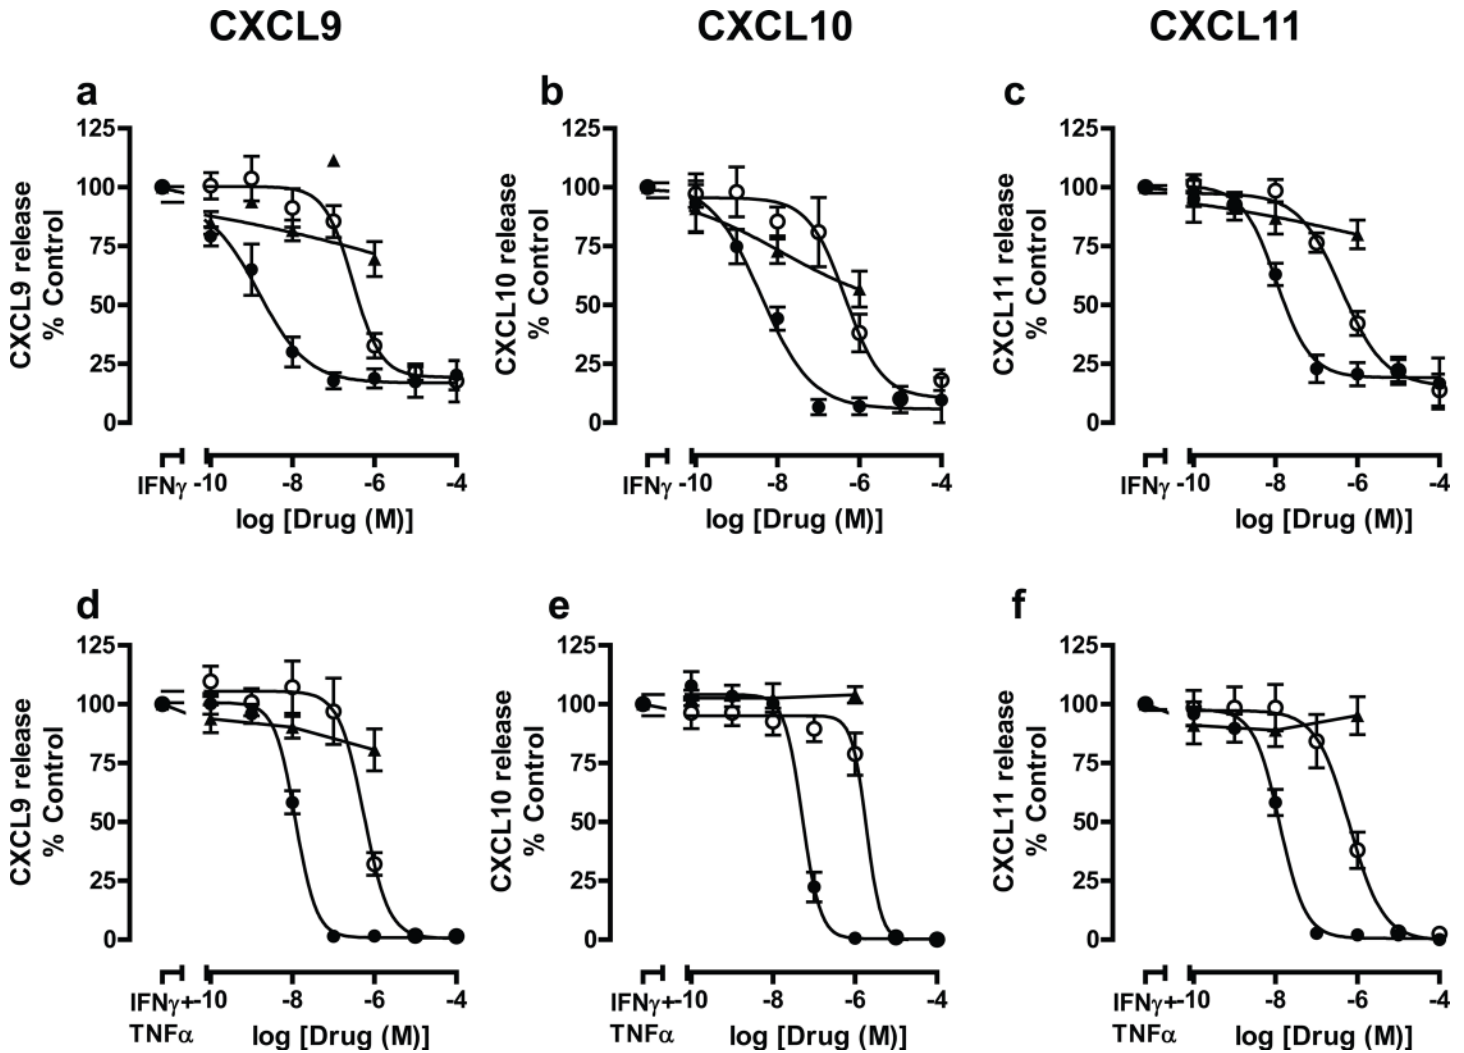 CXCL9 CXCL10 CXCL11
a b c
125 125 125
100 100 100
75 75 75
50 50 50
25 25 25
0 0 0
CXCL9 release
% Control
CXCL10 release
% Control
CXCL11 release
% Control
IFNγ -10 -8 -6 -4 IFNγ -10 -8 -6 -4 IFNγ -10 -8 -6 -4
log [Drug (M)] log [Drug (M)] log [Drug (M)]
d e f
125 125 125
100 100 100
75 75 75
50 50 50
25 25 25
0 0 0
CXCL9 release
% Control
CXCL10 release
% Control
CXCL11 release
% Control
IFNγ+ -10 -8 -6 -4 IFNγ+ -10 -8 -6 -4 IFNγ+ -10 -8 -6 -4
TNFα log [Drug (M)] TNFα log [Drug (M)] TNFα log [Drug (M)]